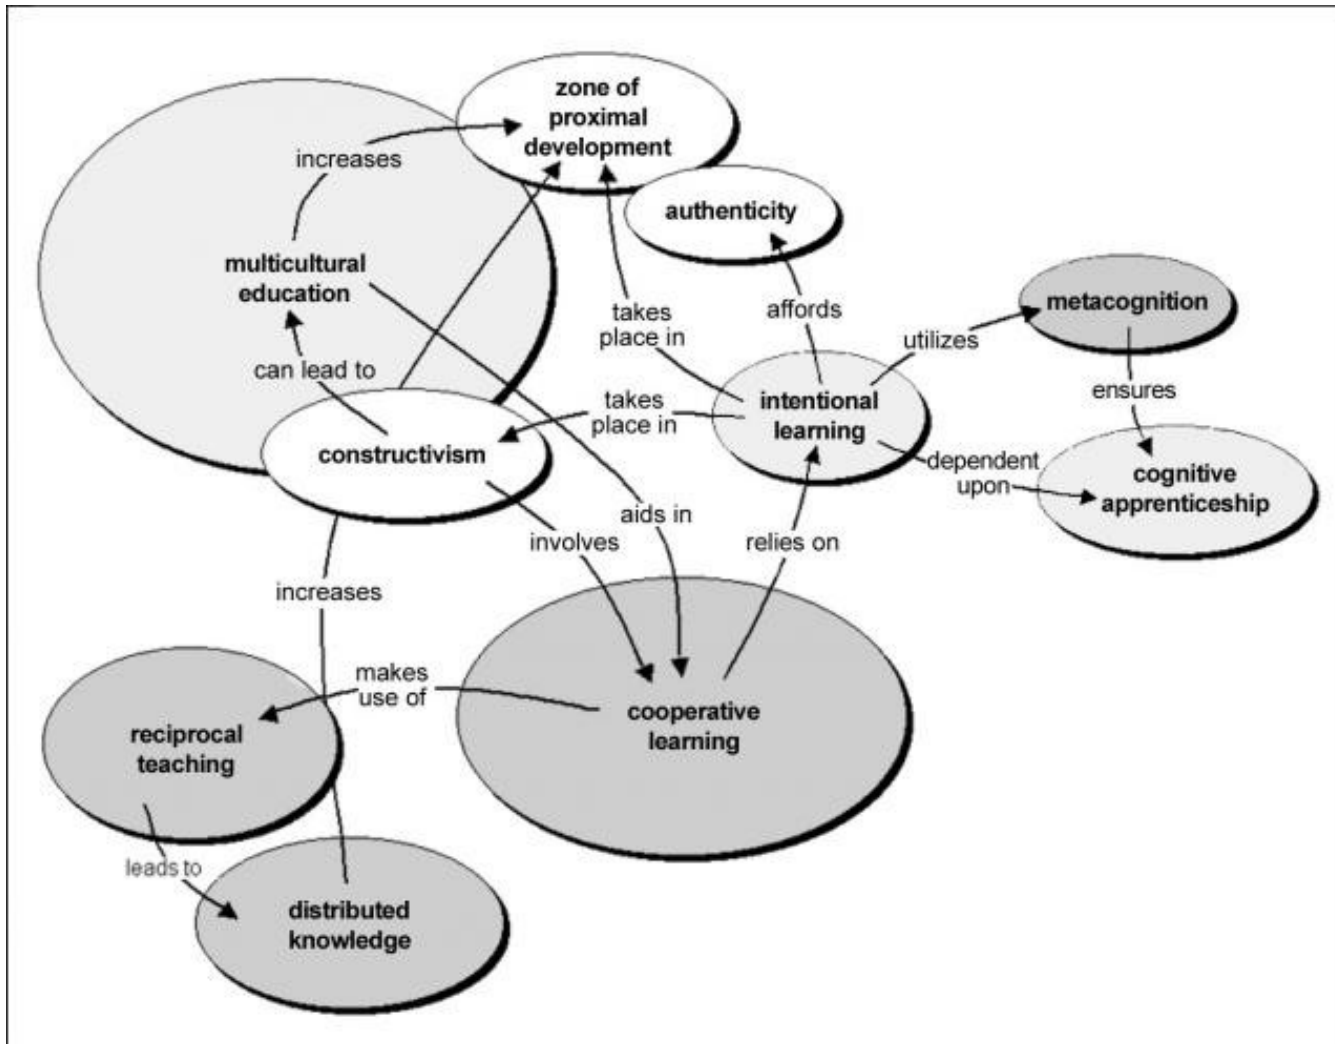 zone of
proximal
development
increases
authenticity
multicultural
education
metacognition
takes
place in
affords
utilizes
can lead to
ensures
takes
place in
intentional
learning
constructivism
dependent
upon
cognitive
apprenticeship
aids in
involves
relies on
increases
makes
use of
cooperative
learning
reciprocal
teaching
leads to
distributed
knowledge